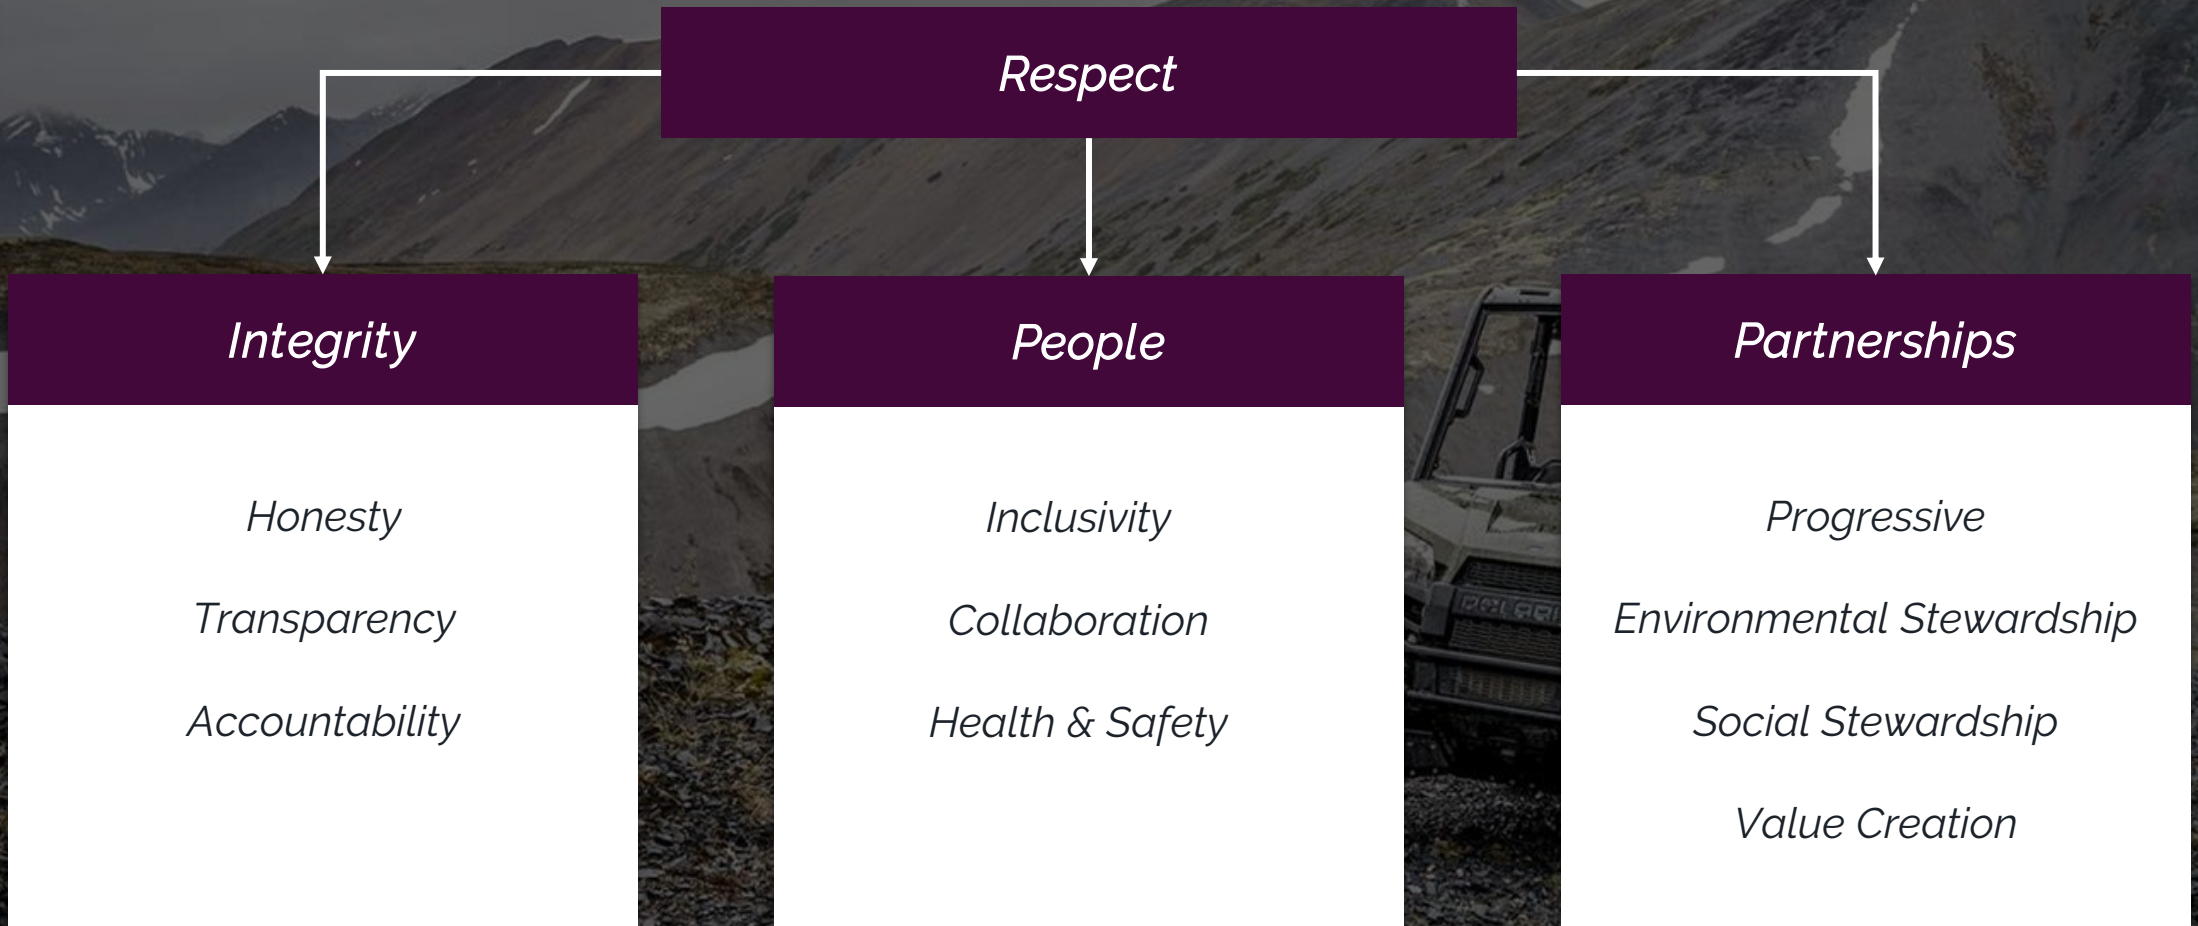 Respect
Integrity
Honesty
Transparency
Accountability
People
Inclusivity
Collaboration
Health & Safety
Partnerships
Progressive
Environmental Stewardship
Social Stewardship
Value Creation